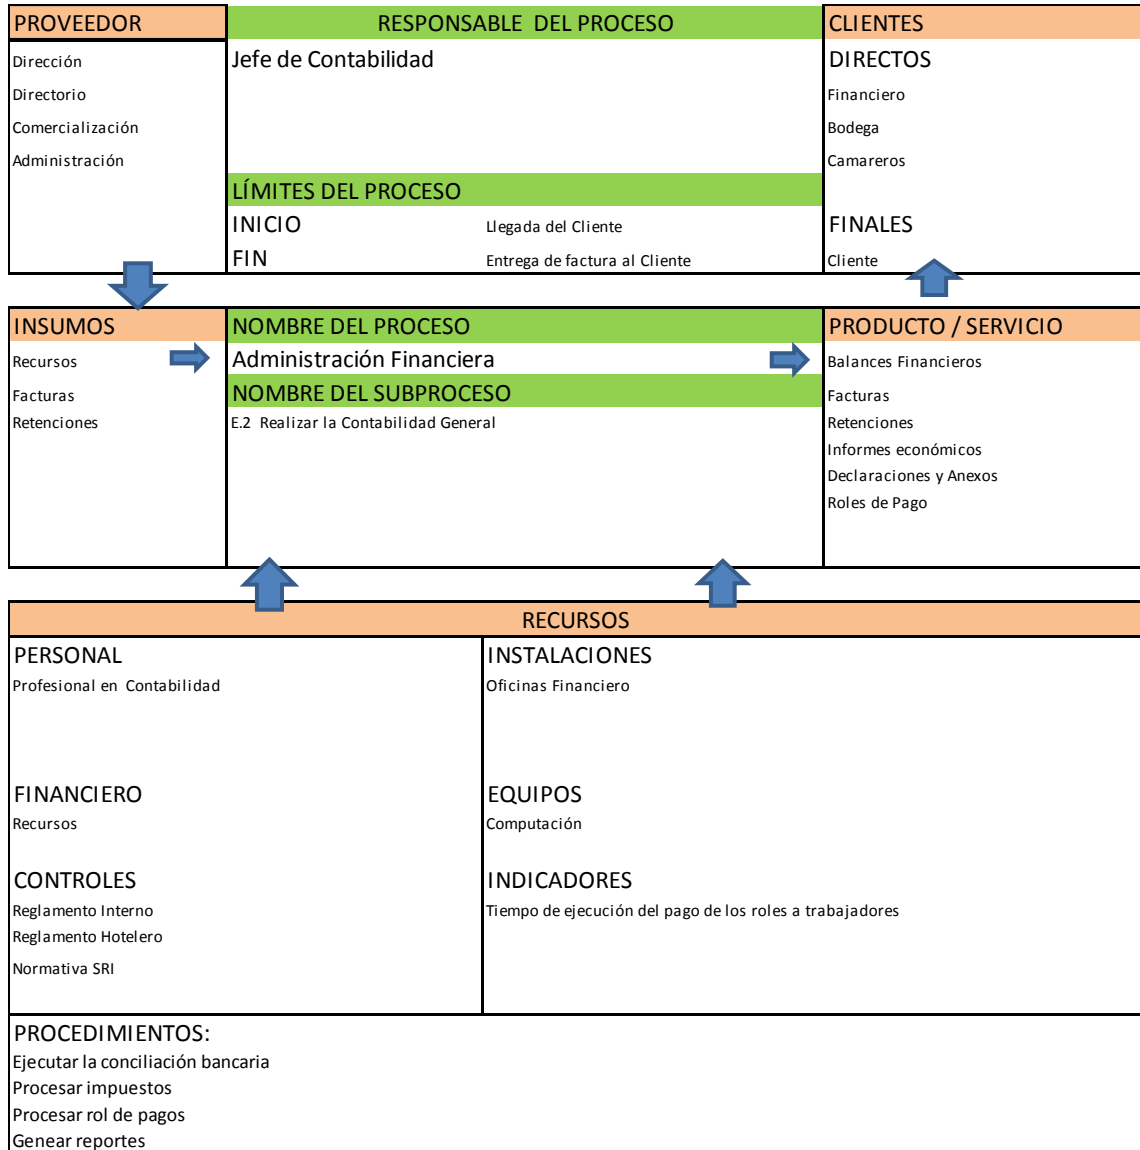 PROVEEDOR
Dirección
Directorio
Comercialización
Administración
RESPONSABLE DEL PROCESO
Jefe de Contabilidad
LÍMITES DEL PROCESO
INICIO Llegada del Cliente
FIN Entrega de factura al Cliente
CLIENTES
DIRECTOS
Financiero
Bodega
Camareros
FINALES
Cliente
INSUMOS
Recursos
Facturas
Retenciones
NOMBRE DEL PROCESO
Administración Financiera
NOMBRE DEL SUBPROCESO
E.2 Realizar la Contabilidad General
PRODUCTO / SERVICIO
Balances Financieros
Facturas
Retenciones
Informes económicos
Declaraciones y Anexos
Roles de Pago
RECURSOS
PERSONAL
Profesional en Contabilidad
INSTALACIONES
Oficinas Financiero
FINANCIERO
Recursos
EQUIPOS
Computación
CONTROLES
Reglamento Interno
Reglamento Hotelero
Normativa SRI
INDICADORES
Tiempo de ejecución del pago de los roles a trabajadores
PROCEDIMIENTOS:
Ejecutar la conciliación bancaria
Procesar impuestos
Procesar rol de pagos
Genear reportes